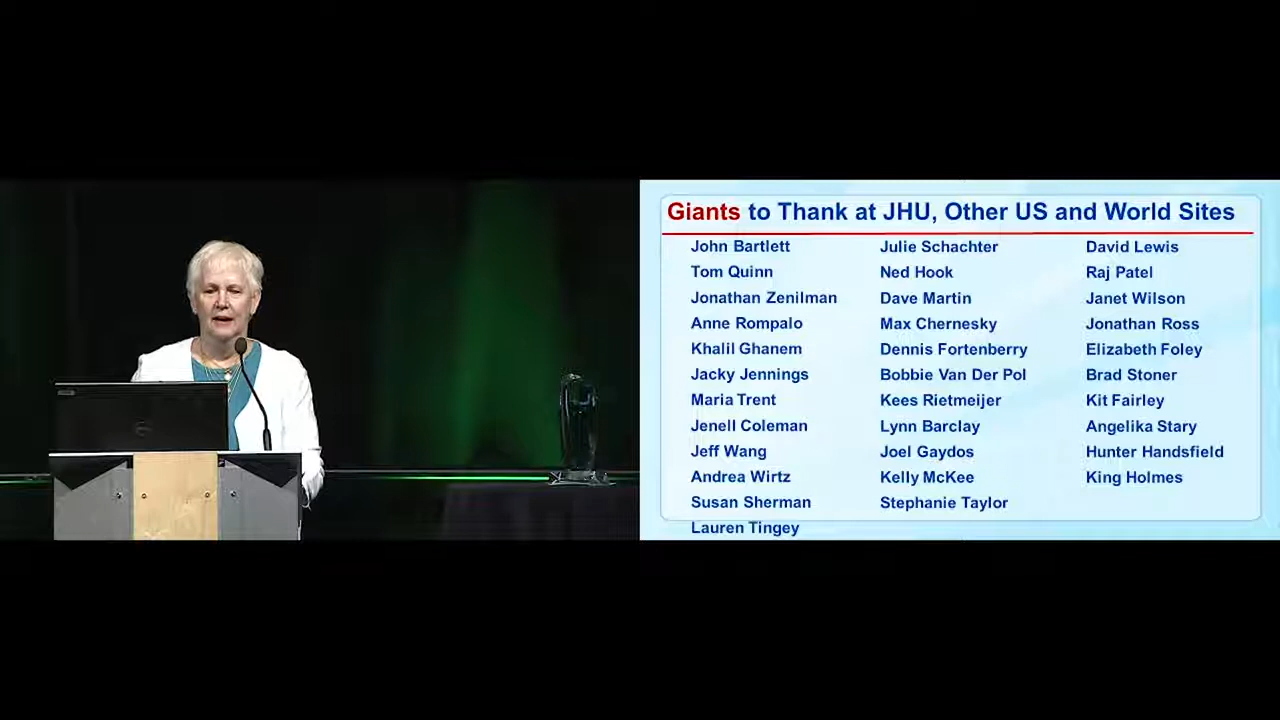 Giants to Thank at JHU, Other US and World Sites
John Bartlett
Tom Quinn
Jonathan Zenilman
Anne Rompalo
Khalil Ghanem
Jacky Jennings
Maria Trent
Jenell Coleman
Jeff Wang
Andrea Wirtz
Susan Sherman
Lauren Tingey
Julie Schachter
Ned Hook
Dave Martin
Max Chernesky
Dennis Fortenberry
Bobbie Van Der Pol
Kees Rietmeijer
Lynn Barclay
Joel Gaydos
Kelly McKee
Stephanie Taylor
David Lewis
Raj Patel
Janet Wilson
Jonathan Ross
Elizabeth Foley
Brad Stoner
Kit Fairley
Angelika Stary
Hunter Handsfield
King Holmes